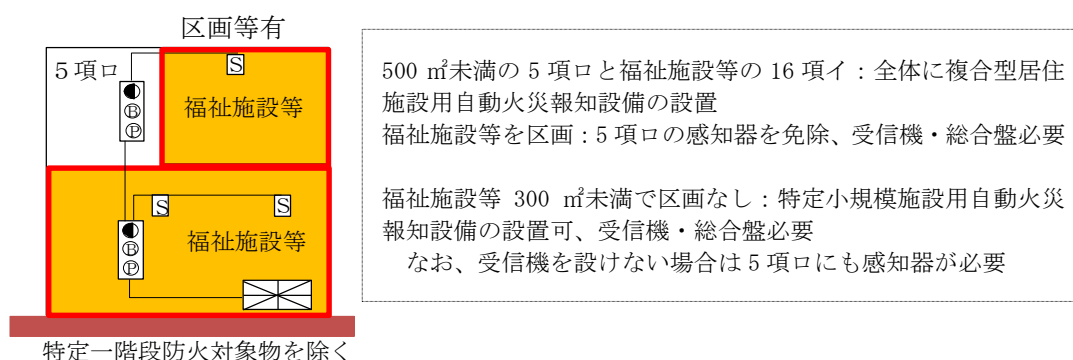 区画等有
5項ロ
S
福祉施設等
Ⓑ
Ⓟ
S
S
福祉施設等
Ⓑ
Ⓟ
特定一階段防火対象物を除く
500 ㎡未満の 5 項ロと福祉施設等の 16 項イ：全体に複合型居住
施設用自動火災報知設備の設置
福祉施設等を区画：5 項ロの感知器を免除、受信機・総合盤必要
福祉施設等 300 ㎡未満で区画なし：特定小規模施設用自動火災
報知設備の設置可、受信機・総合盤必要
なお、受信機を設けない場合は 5 項ロにも感知器が必要